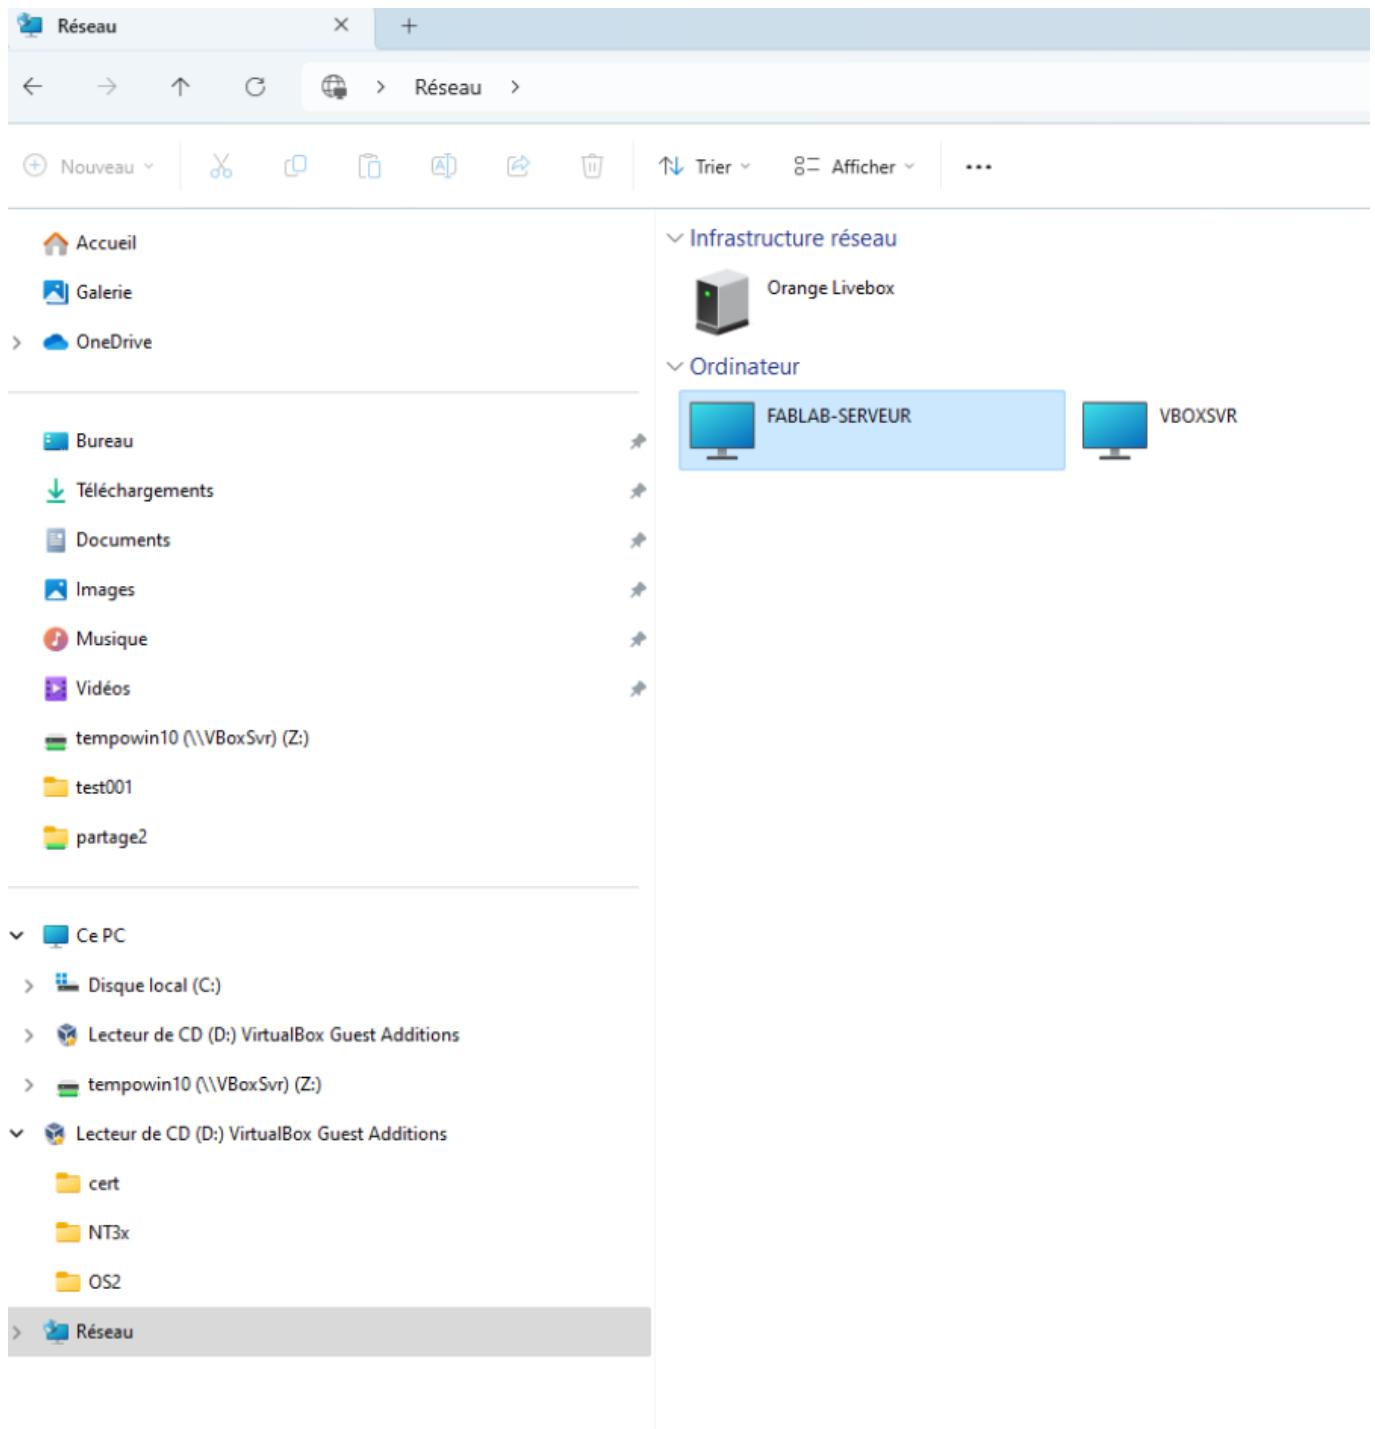 Réseau
Réseau
Nouveau
Trier
Afficher
Accueil
Galerie
OneDrive
Bureau
Téléchargements
Documents
Images
Musique
Vidéos
tempowin10 (\\VBoxSvr) (Z:)
test001
partage2
Ce PC
Disque local (C:)
Lecteur de CD (D:) VirtualBox Guest Additions
tempowin10 (\\VBoxSvr) (Z:)
Lecteur de CD (D:) VirtualBox Guest Additions
cert
NT3x
OS2
Réseau
Infrastructure réseau
Orange Livebox
Ordinateur
FABLAB-SERVEUR
VBOXSVR